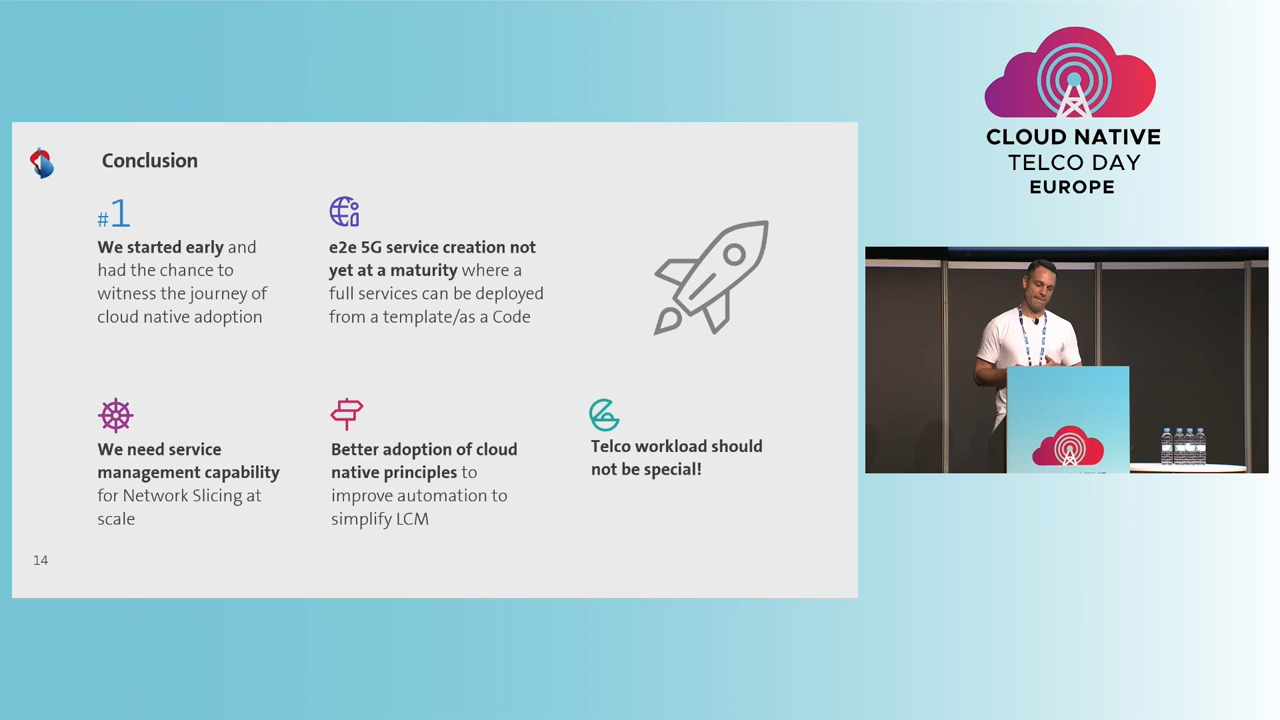 Conclusion
#1
We started early and
had the chance to
witness the journey of
cloud native adoption
e2e 5G service creation not
yet at a maturity where a
full services can be deployed
from a template/as a Code
We need service
management capability
for Network Slicing at
scale
Better adoption of cloud
native principles to
improve automation to
simplify LCM
Telco workload should
not be special!
14
CLOUD NATIVE
TELCO DAY
EUROPE